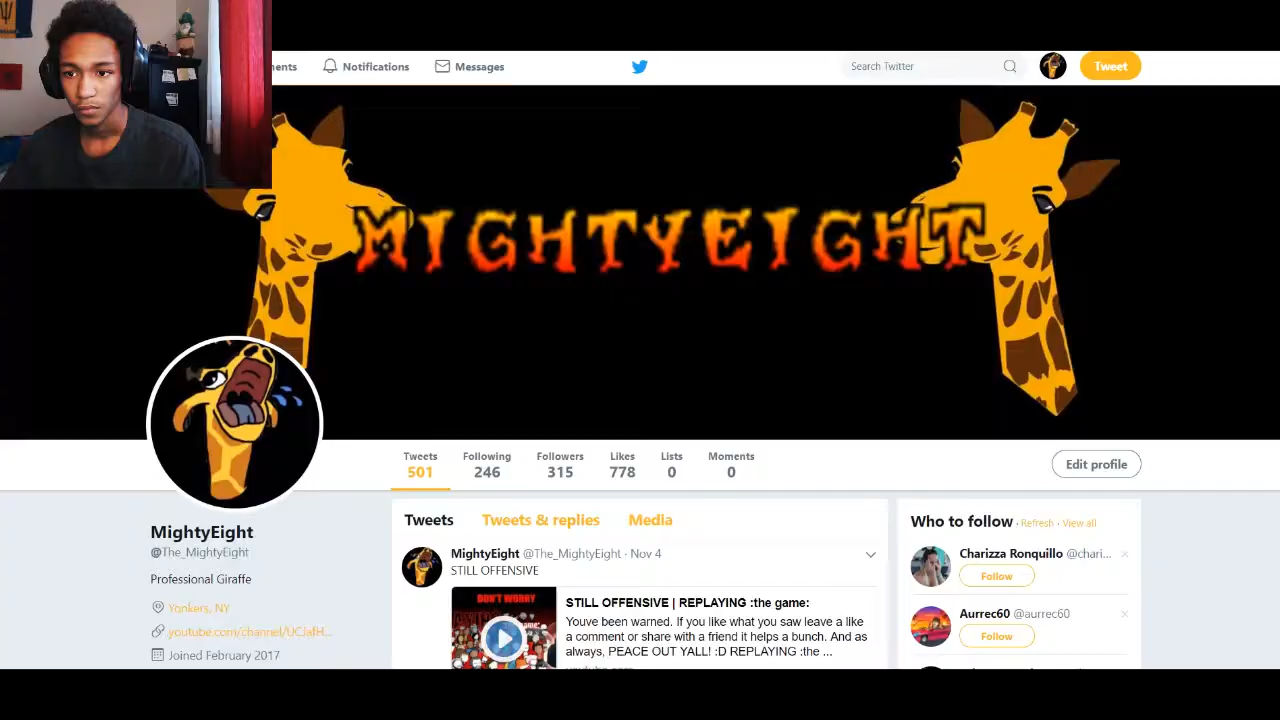 Notifications
Messages
Search Twitter
Tweet
MIGHTYEIGHT
Tweets
501
Following
246
Followers
315
Likes
778
Lists
0
Moments
0
Edit profile
MightyEight
@The_MightyEight
Professional Giraffe
Yonkers, NY
youtube.com/channel/UCJafH...
Joined February 2017
Tweets Tweets & replies Media
MightyEight @The_MightyEight · Nov 4
STILL OFFENSIVE
DON'T WORRY
STILL OFFENSIVE | REPLAYING :the game:
Youve been warned. If you like what you saw leave a like
a comment or share with a friend it helps a bunch. And as
always, PEACE OUT YALL! :D REPLAYING :the ...
Who to follow · Refresh · View all
Charizza Ronquillo @chari...
Follow
Aurrec60 @aurrec60
Follow